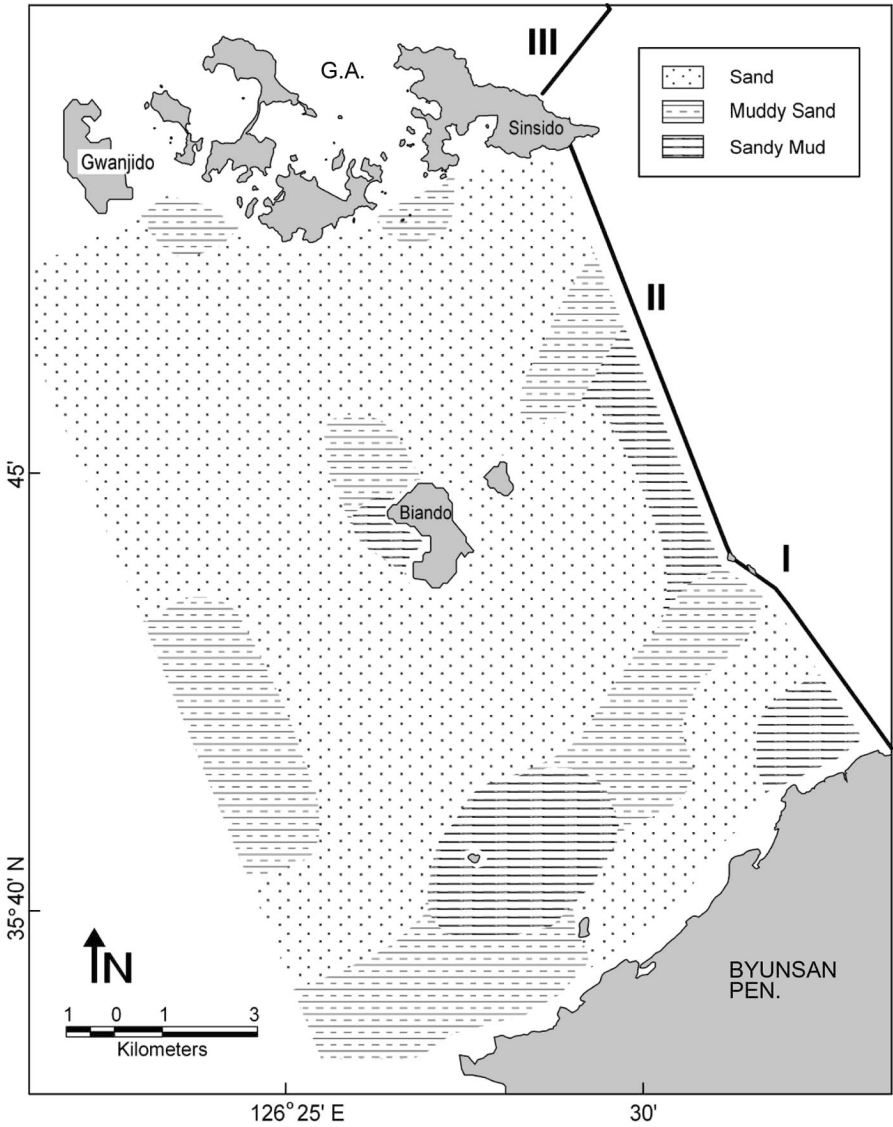 III
G.A.
Sand
Muddy Sand
Sandy Mud
Sinsido
Gwanjido
II
45'
Biando
I
35° 40' N
N
BYUNSAN
PEN.
1 0 1 3
Kilometers
126° 25' E 30'